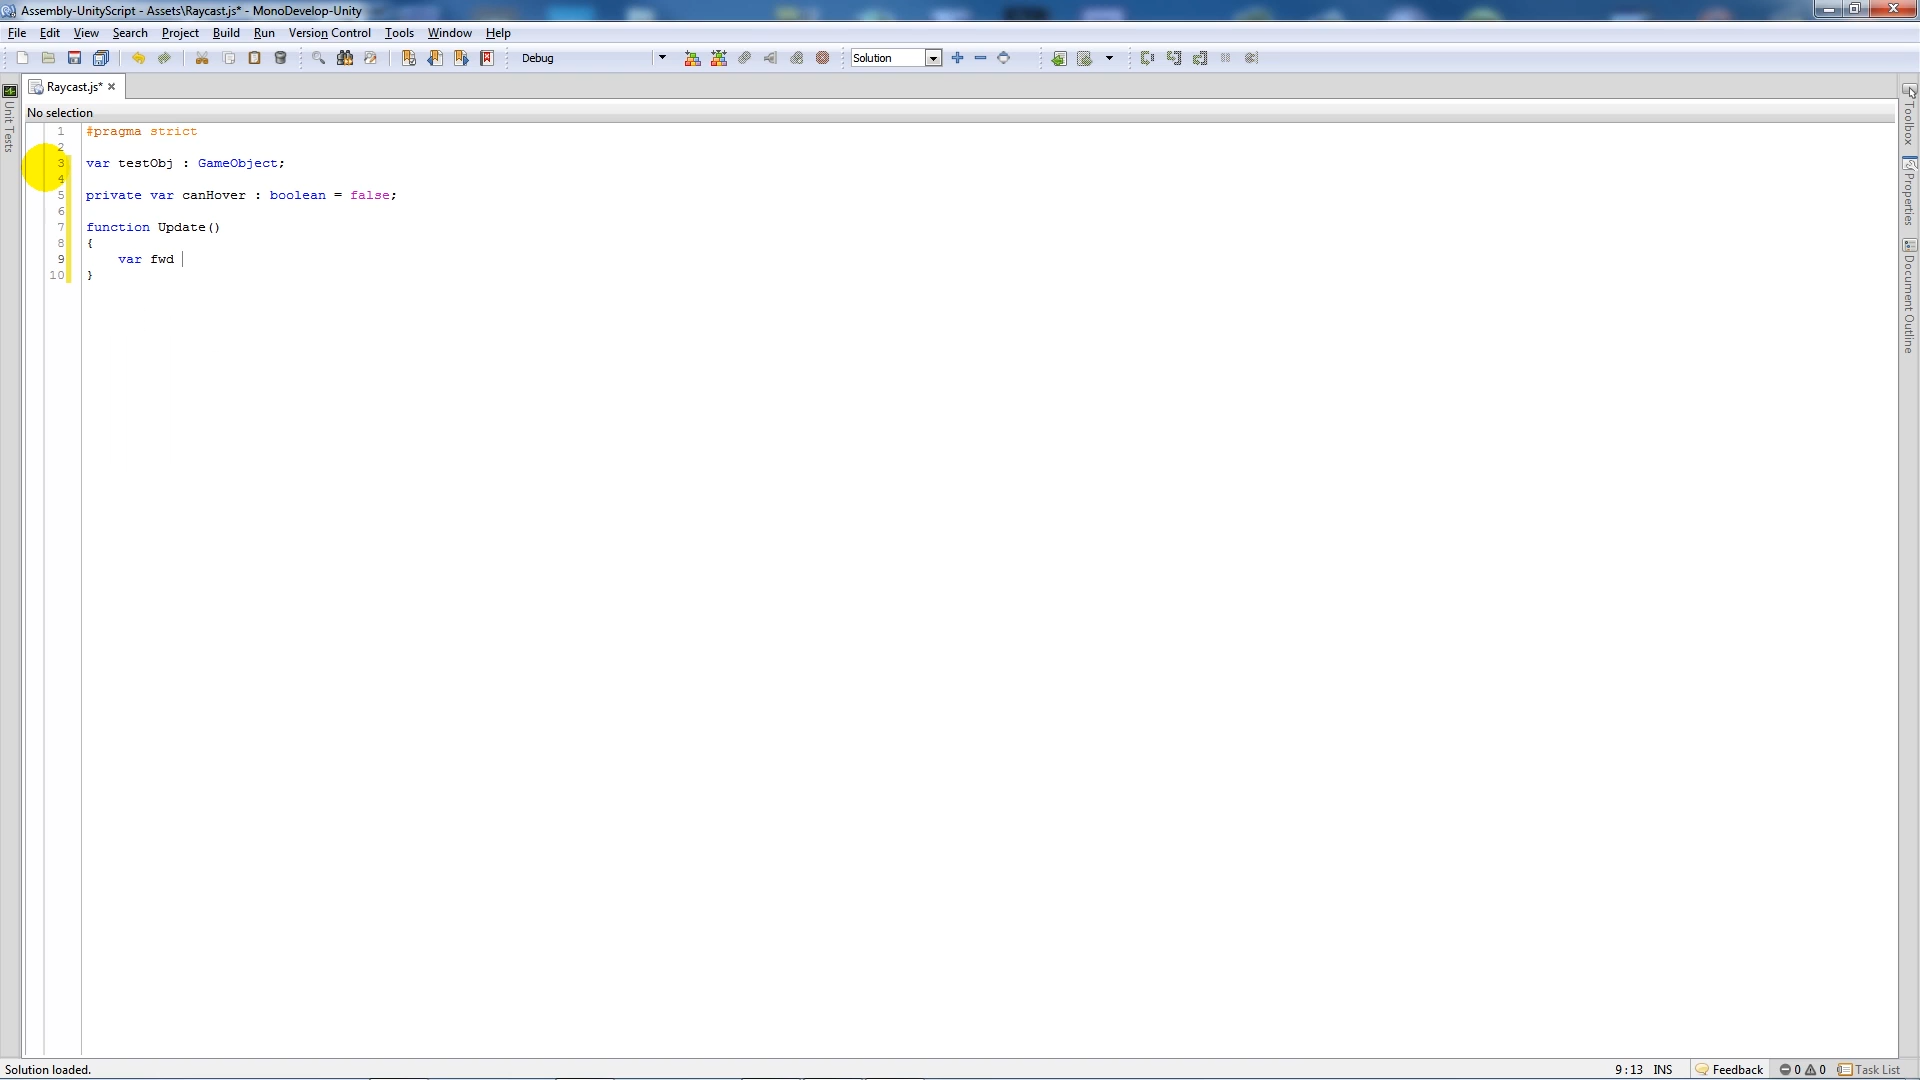 Assembly-UnityScript - Assets\Raycast.js* - MonoDevelop-Unity
File Edit View Search Project Build Run Version Control Tools Window Help
Debug Solution
Raycast.js*
Unit Tests
Toolbox
Properties
Document Outline
No selection
1 #pragma strict
2
3 var testObj : GameObject;
4
5 private var canHover : boolean = false;
6
7 function Update()
8 {
9 var fwd
10 }
Solution loaded. 9 : 13 INS Feedback 0 0 Task List